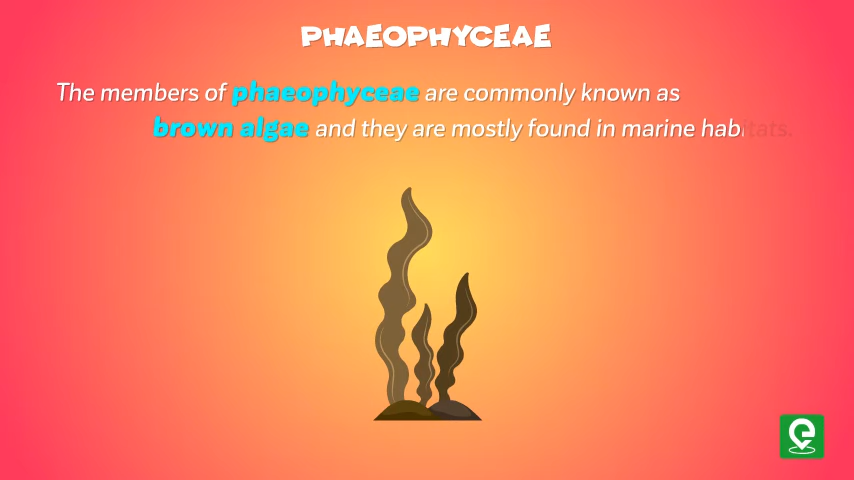 PHAEOPHYCEAE
The members of phaeophyceae are commonly known as
brown algae and they are mostly found in marine habitats.